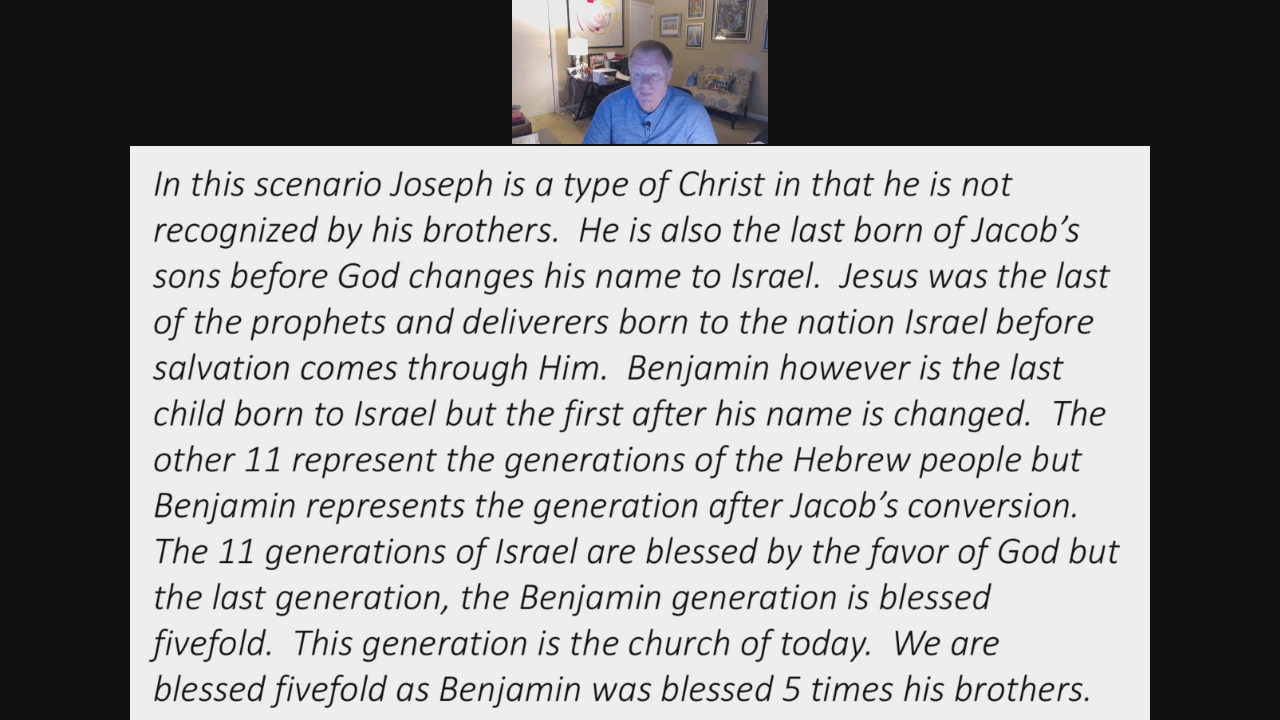 In this scenario Joseph is a type of Christ in that he is not
recognized by his brothers.  He is also the last born of Jacob’s
sons before God changes his name to Israel.  Jesus was the last
of the prophets and deliverers born to the nation Israel before
salvation comes through Him.  Benjamin however is the last
child born to Israel but the first after his name is changed.  The
other 11 represent the generations of the Hebrew people but
Benjamin represents the generation after Jacob’s conversion.
The 11 generations of Israel are blessed by the favor of God but
the last generation, the Benjamin generation is blessed
fivefold.  This generation is the church of today.  We are
blessed fivefold as Benjamin was blessed 5 times his brothers.